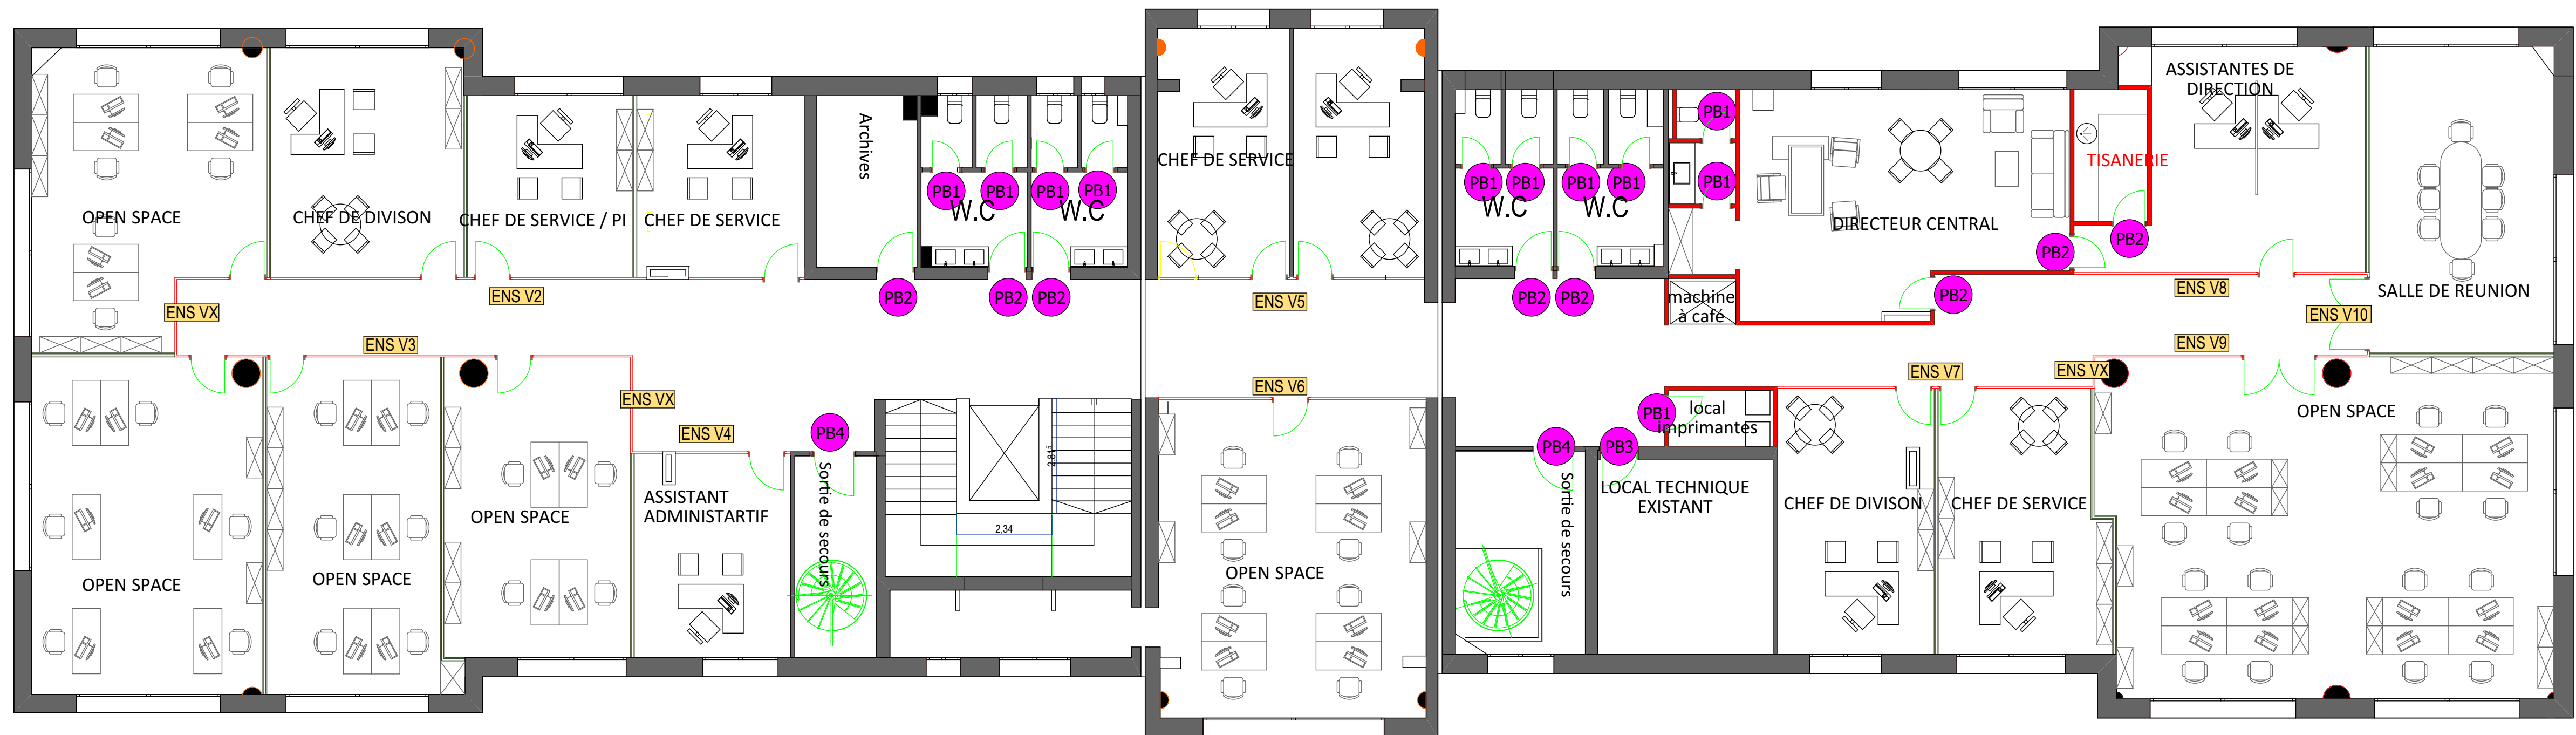 ASSISTANTES DE
DIRECTION
PB1
Archives
CHEF DE SERVICE
TISANERIE
PB1
PB1
PB1
PB1
PB1
PB1
PB1
PB1
PB1
W.C
W.C
W.C
W.C
OPEN SPACE
CHEF DE DIVISON
CHEF DE SERVICE / PI
CHEF DE SERVICE
DIRECTEUR CENTRAL
PB2
PB2
SALLE DE REUNION
ENS VX
ENS V2
PB2
PB2
PB2
ENS V5
PB2
PB2
machine
à café
PB2
ENS V8
ENS V10
ENS V3
ENS V9
ENS VX
ENS V6
ENS V7
ENS VX
PB1
local
imprimantes
OPEN SPACE
ENS V4
PB4
PB4
PB3
2,81⁵
Sortie de secours
Sortie de secours
ASSISTANT
ADMINISTARTIF
LOCAL TECHNIQUE
EXISTANT
CHEF DE DIVISON
CHEF DE SERVICE
OPEN SPACE
2,34
OPEN SPACE
OPEN SPACE
OPEN SPACE